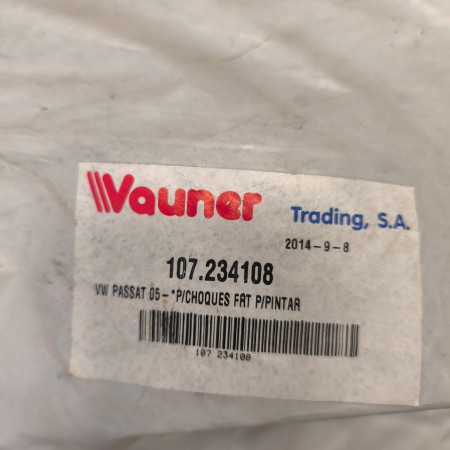 Vauner Trading, S.A.
2014-9-8
107.234108
VW PASSAT 05-*P/CHOQUES FRT P/PINTAR
107 234108